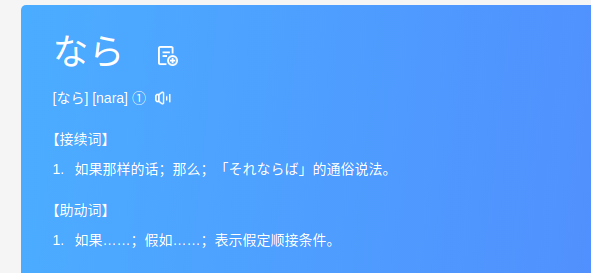 なら
[なら] [nara] ①
【接续词】
1. 如果那样的话；那么；「それならば」的通俗说法。
【助动词】
1. 如果……；假如……；表示假定顺接条件。